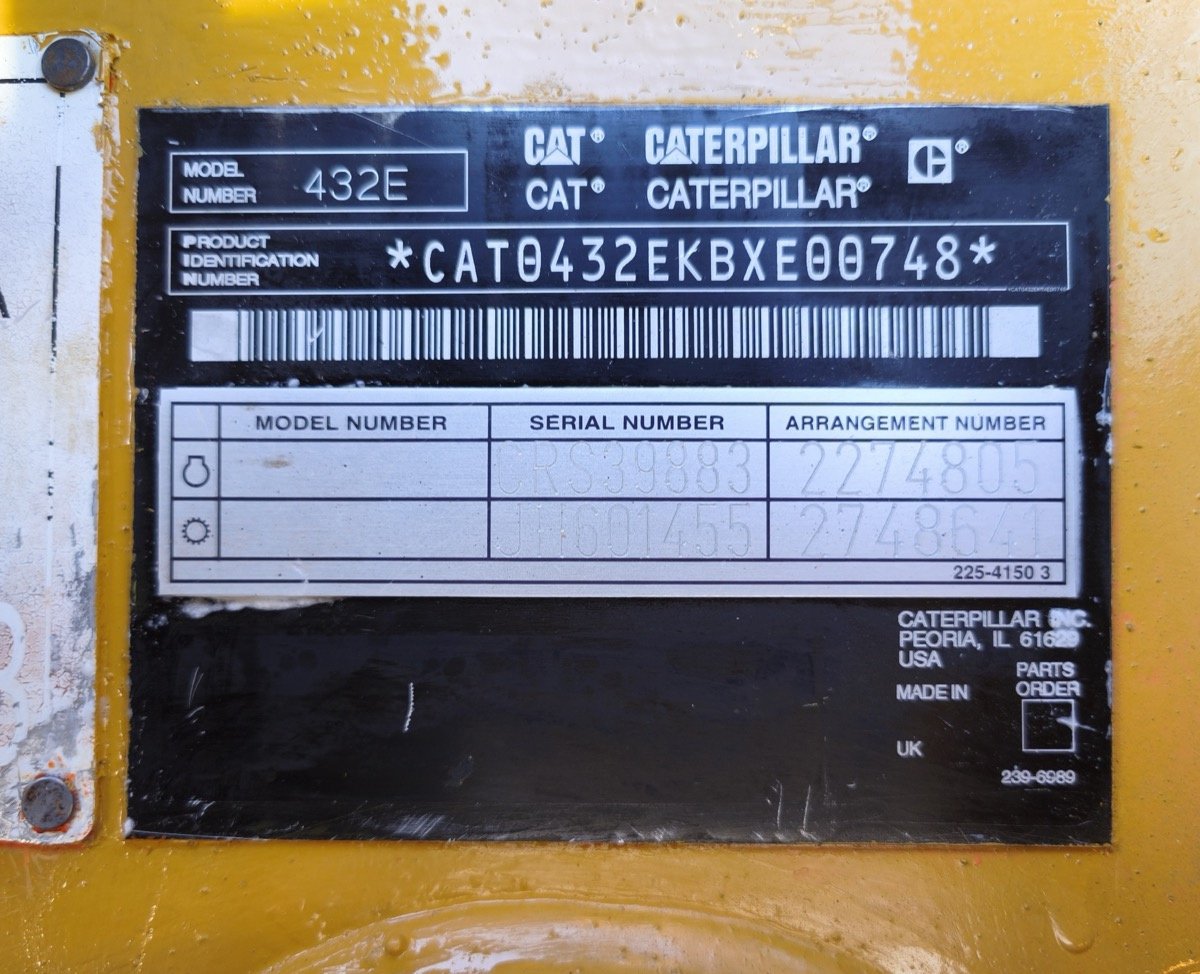 MODEL NUMBER 432E
CAT® CATERPILLAR® ®
CAT® CATERPILLAR®
PRODUCT IDENTIFICATION NUMBER *CAT0432EKBXE00748*
MODEL NUMBER SERIAL NUMBER ARRANGEMENT NUMBER
CRS39883 2274805
JMG01455 2748641
225-4150 3
CATERPILLAR INC.
PEORIA, IL 61629
USA
PARTS
MADE IN ORDER
UK
239-6989